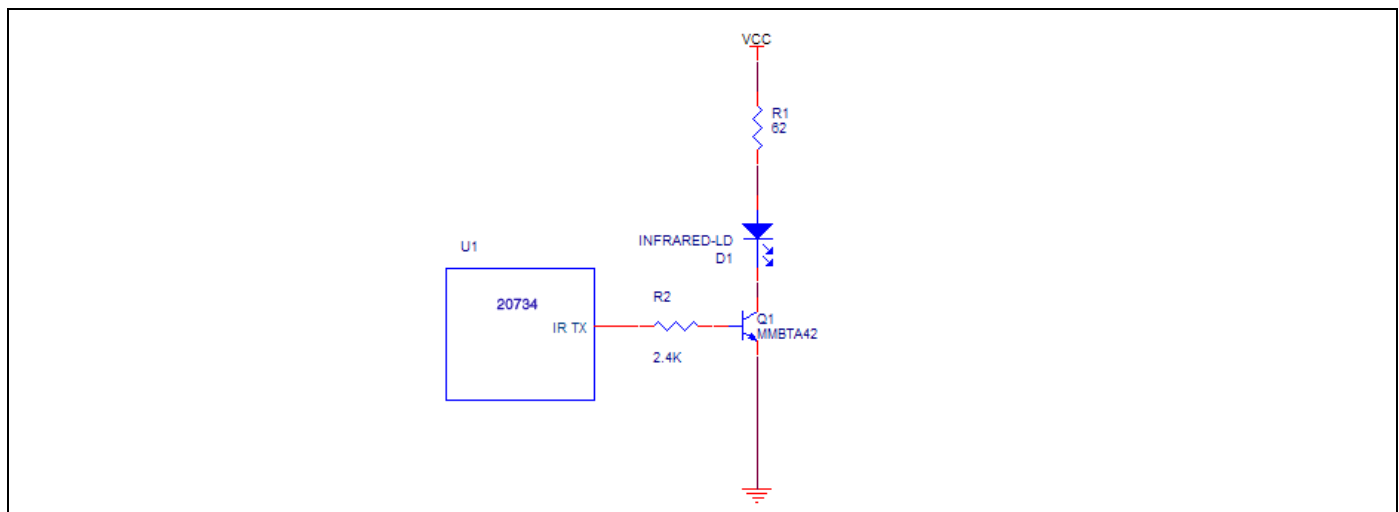 VCC
R1
62
INFRARED-LD
D1
U1
20734
IR TX
R2
2.4K
Q1
MMBTA42